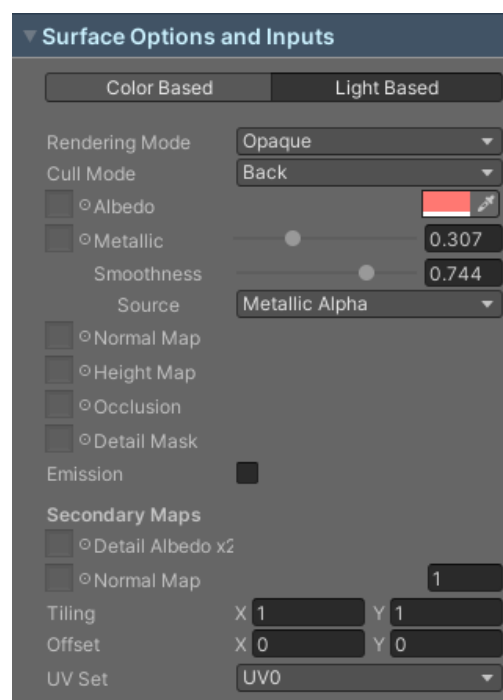 Surface Options and Inputs
Color Based Light Based
Rendering Mode Opaque
Cull Mode Back
Albedo
Metallic 0.307
Smoothness 0.744
Source Metallic Alpha
Normal Map
Height Map
Occlusion
Detail Mask
Emission
Secondary Maps
Detail Albedo x2
Normal Map 1
Tiling X 1 Y 1
Offset X 0 Y 0
UV Set UV0